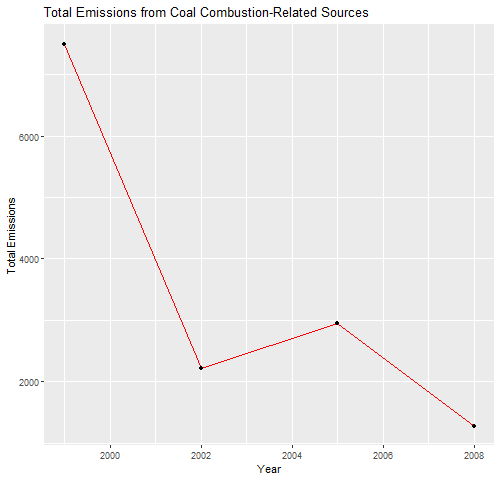 Total Emissions from Coal Combustion-Related Sources
Total Emissions
6000
4000
2000
2000 2002 2004 2006 2008
Year